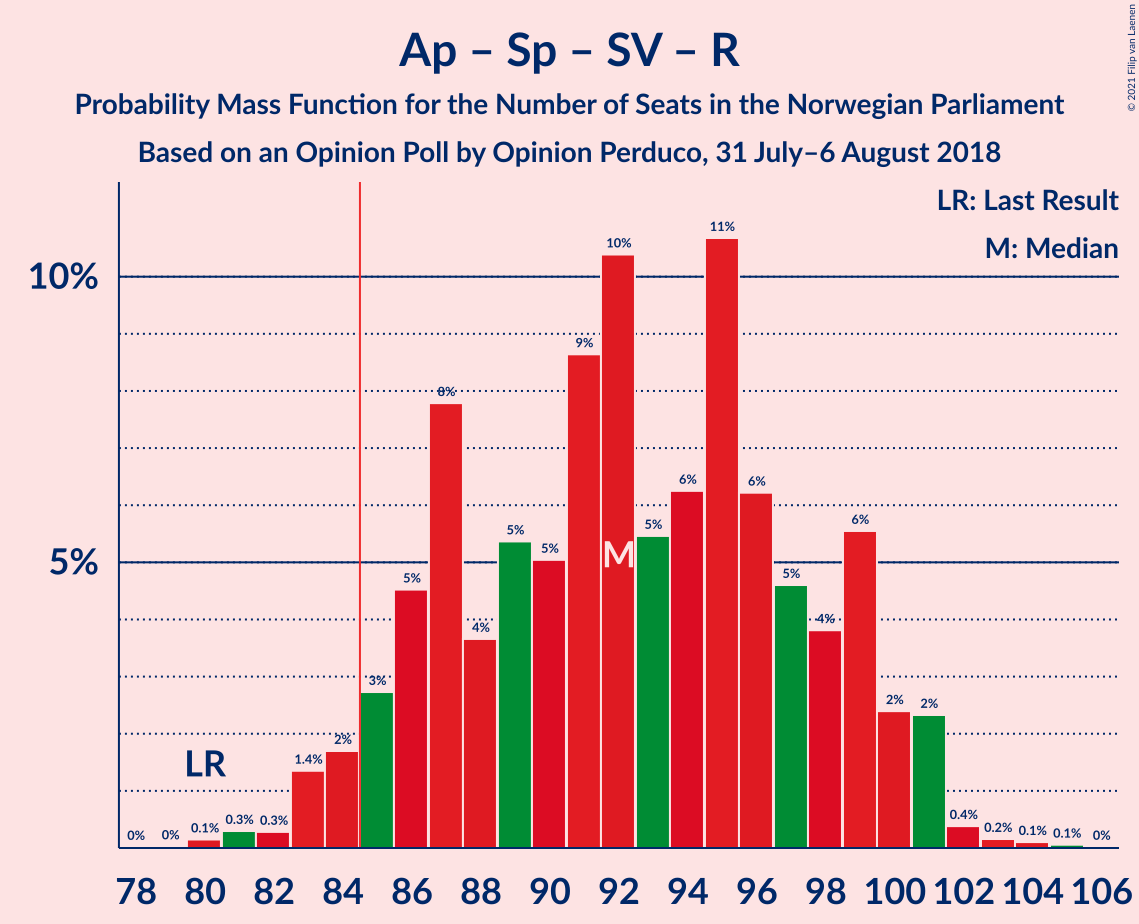 Ap – Sp – SV – R
Probability Mass Function for the Number of Seats in the Norwegian Parliament
Based on an Opinion Poll by Opinion Perduco, 31 July–6 August 2018
© 2021 Filip van Laenen
LR: Last Result
M: Median
10%
5%
0% 0% 0.1% 0.3% 0.3% 1.4% 2% 3% 5% 8% 4% 5% 5% 9% 10% 5% 6% 11% 6% 5% 4% 6% 2% 2% 0.4% 0.2% 0.1% 0.1% 0%
LR
M
78 80 82 84 86 88 90 92 94 96 98 100 102 104 106